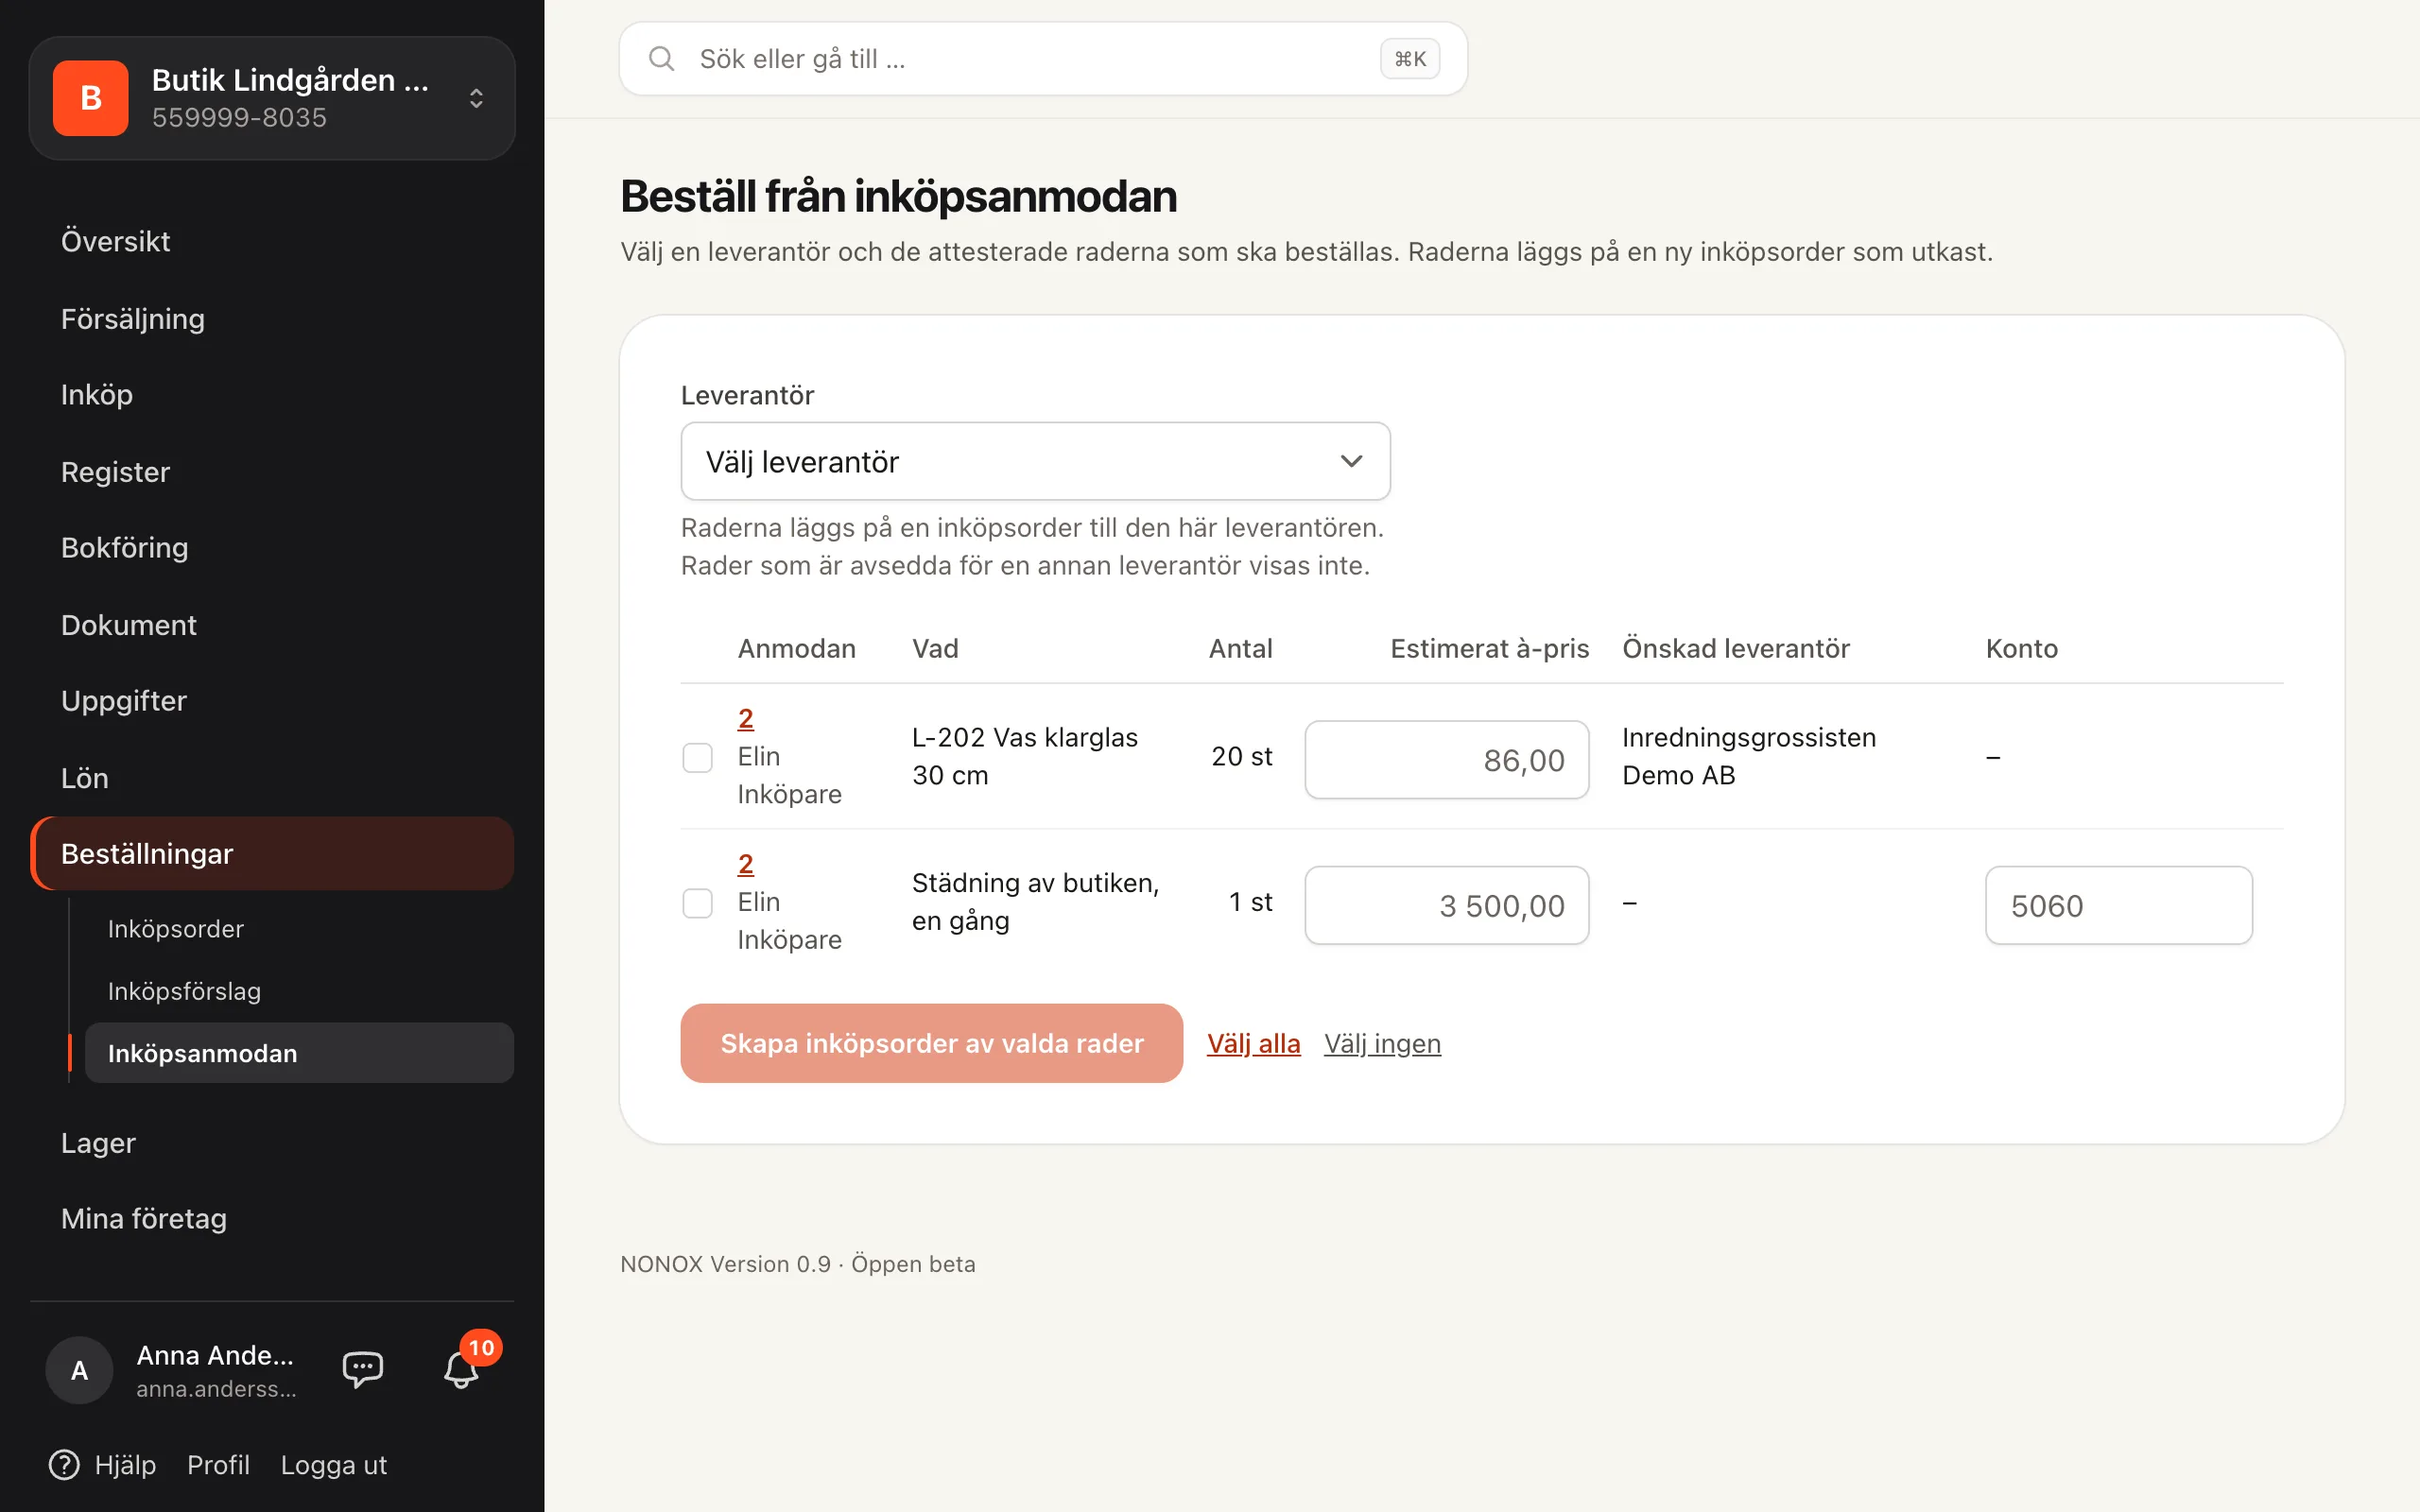 B
Butik Lindgården ...
559999-8035
Översikt
Försäljning
Inköp
Register
Bokföring
Dokument
Uppgifter
Lön
Beställningar
Inköpsorder
Inköpsförslag
Inköpsanmodan
Lager
Mina företag
A
Anna Ande...
anna.anderss...
10
Hjälp Profil Logga ut
Sök eller gå till ...
⌘K
Beställ från inköpsanmodan
Välj en leverantör och de attesterade raderna som ska beställas. Raderna läggs på en ny inköpsorder som utkast.
Leverantör
Välj leverantör
Raderna läggs på en inköpsorder till den här leverantören.
Rader som är avsedda för en annan leverantör visas inte.
Anmodan Vad Antal Estimerat à-pris Önskad leverantör Konto
2
Elin
Inköpare
L-202 Vas klarglas
30 cm
20 st
86,00
Inredningsgrossisten
Demo AB
–
2
Elin
Inköpare
Städning av butiken,
en gång
1 st
3 500,00
–
5060
Skapa inköpsorder av valda rader Välj alla Välj ingen
NONOX Version 0.9 · Öppen beta